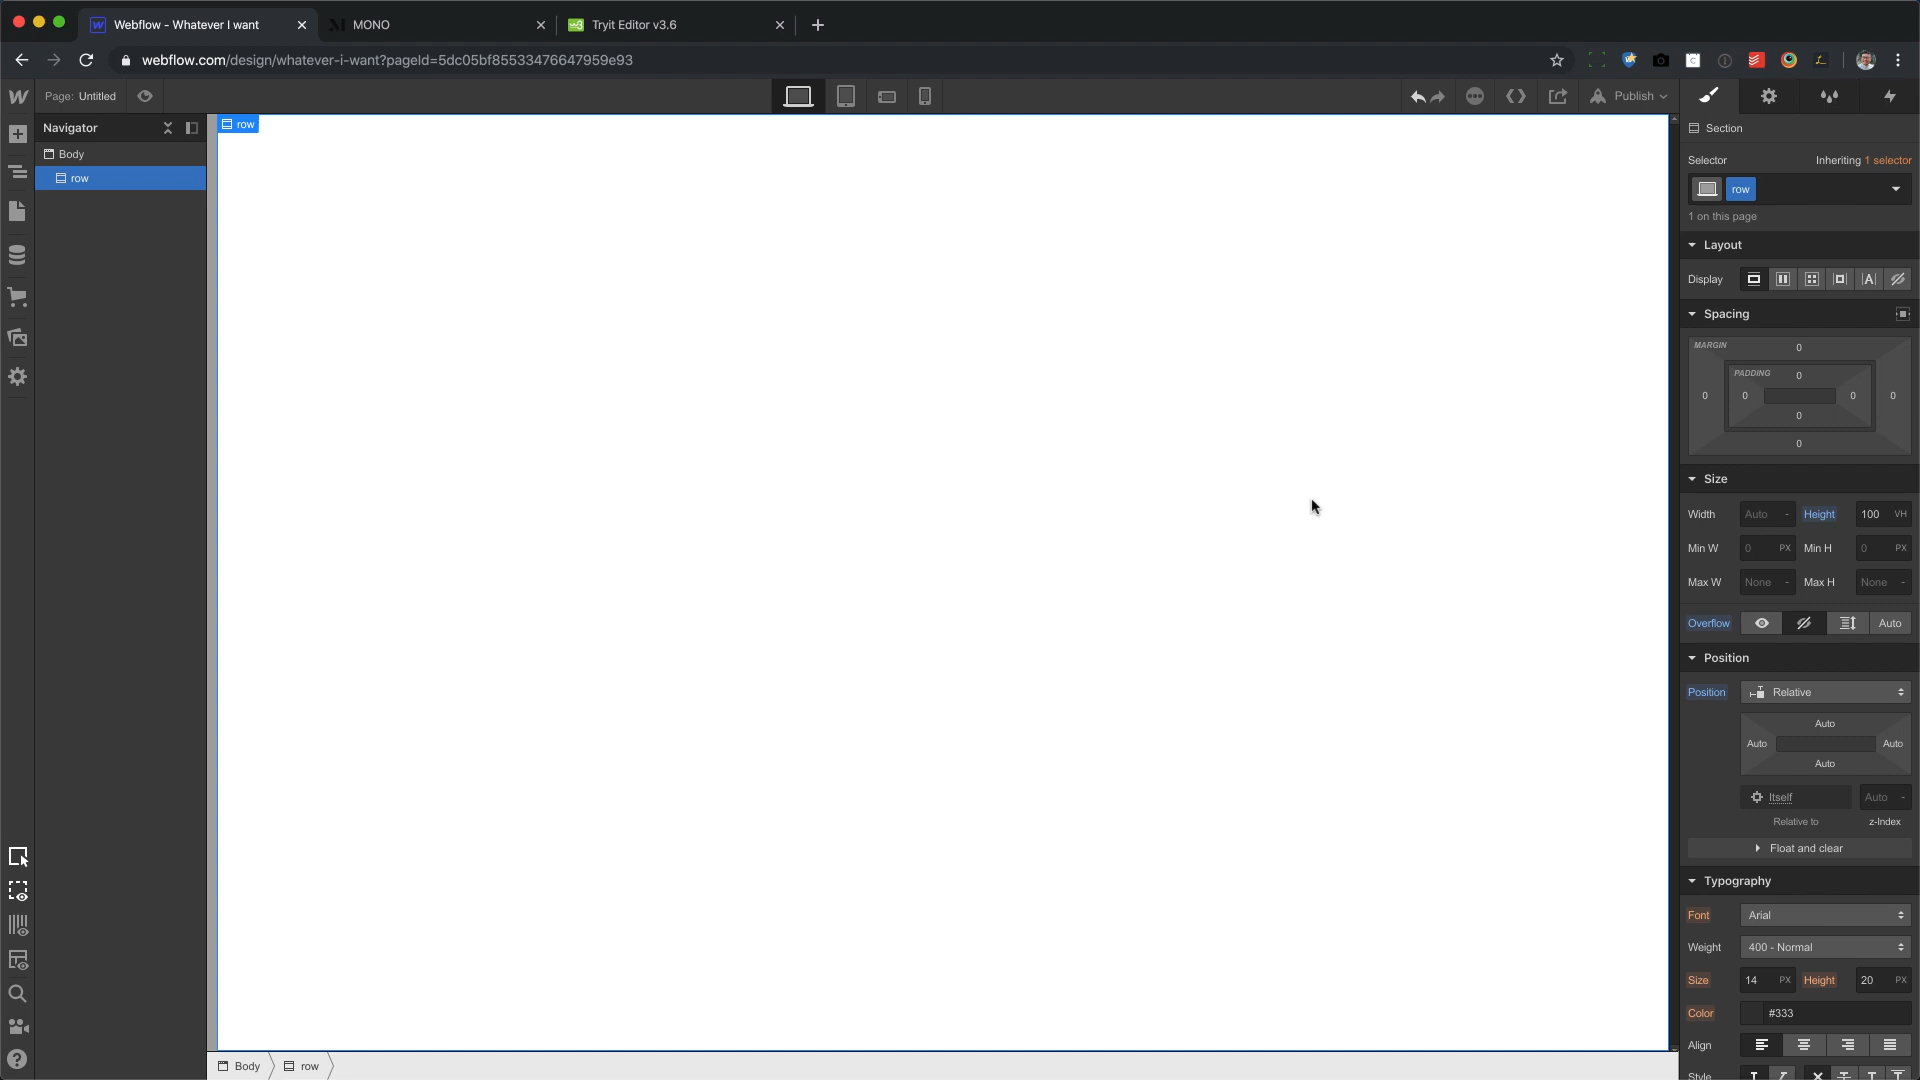 Webflow - Whatever I want
MONO
Tryit Editor v3.6
webflow.com/design/whatever-i-want?pageId=5dc05bf85533476647959e93
Page: Untitled
Publish
Navigator
Body
row
row
Section
Selector
Inheriting 1 selector
row
1 on this page
Layout
Display
Spacing
MARGIN
0
PADDING
0
0
0
0
0
0
0
Size
Width
Auto
-
Height
100
VH
Min W
0
PX
Min H
0
PX
Max W
None
-
Max H
None
-
Overflow
Auto
Position
Position
Relative
Auto
Auto
Auto
Auto
Itself
Auto
-
Relative to
z-Index
Float and clear
Typography
Font
Arial
Weight
400 - Normal
Size
14
PX
Height
20
PX
Color
#333
Align
Style
Body
row